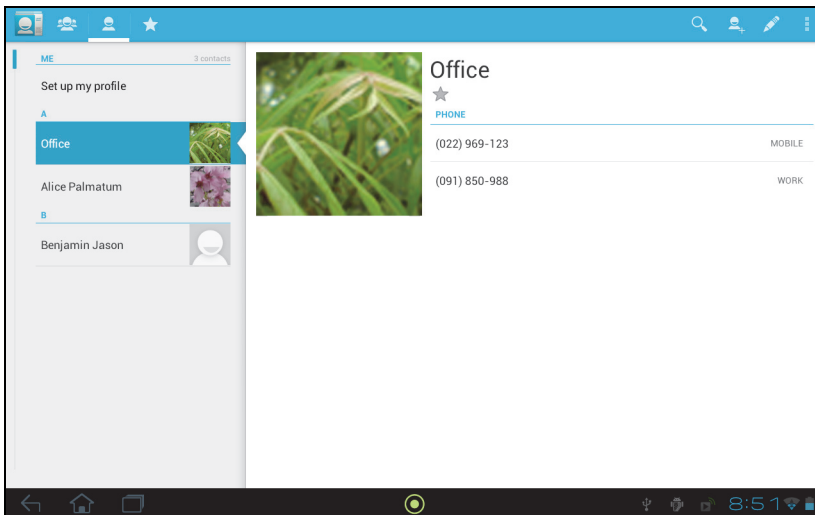 ME 3 contacts
Set up my profile
A
Office
Alice Palmatum
B
Benjamin Jason
Office
PHONE
(022) 969-123 MOBILE
(091) 850-988 WORK
8:51